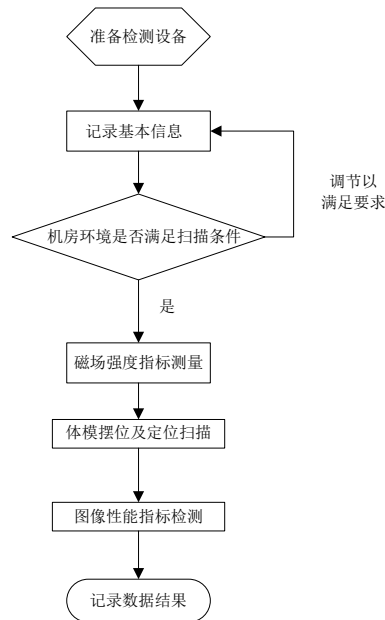 准备检测设备
记录基本信息
调节以
满足要求
机房环境是否满足扫描条件
是
磁场强度指标测量
体模摆位及定位扫描
图像性能指标检测
记录数据结果